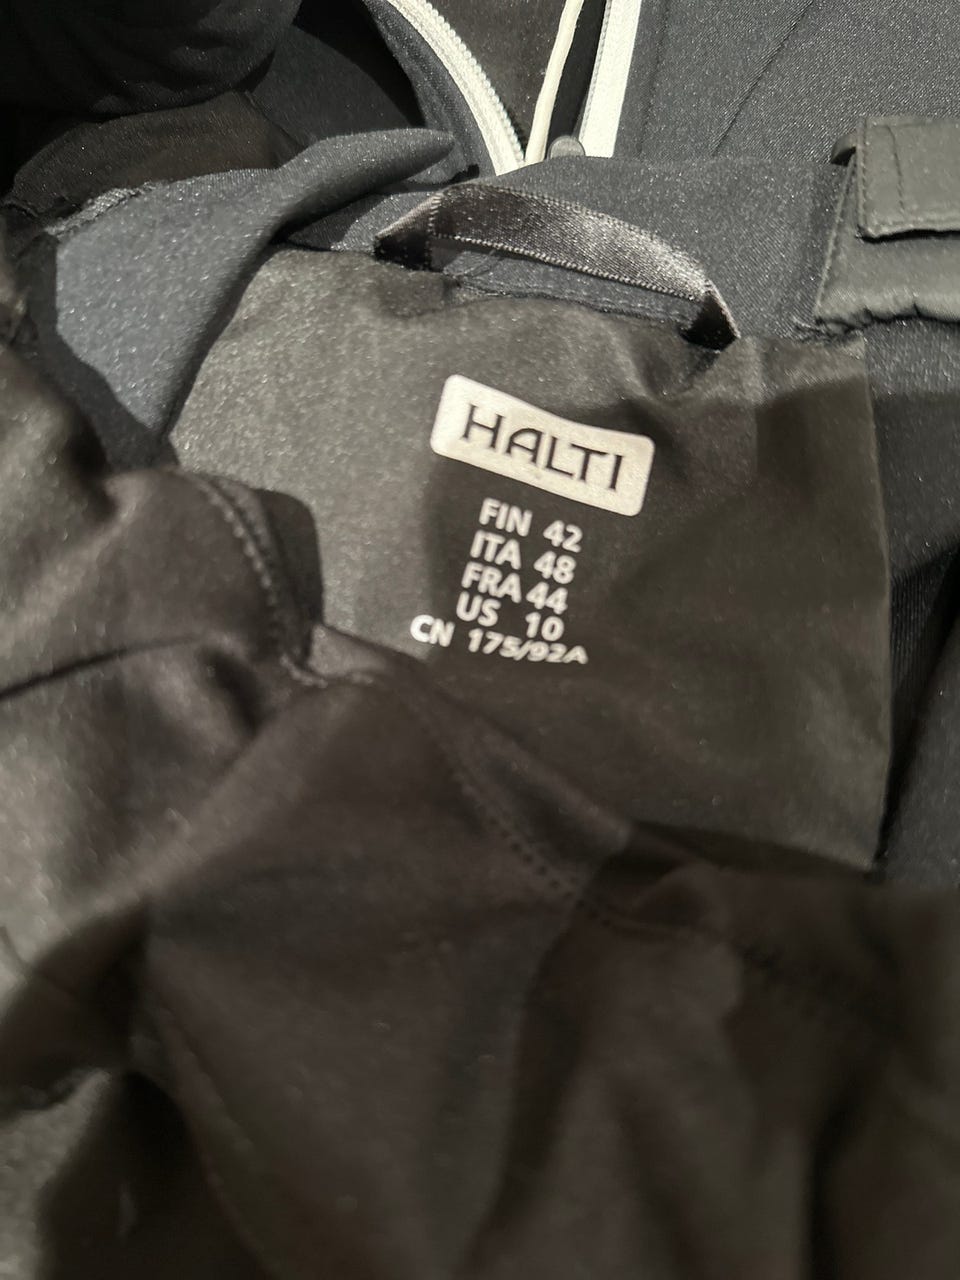 HALTI
FIN 42
ITA 48
FRA 44
US 10
CN 175/92A